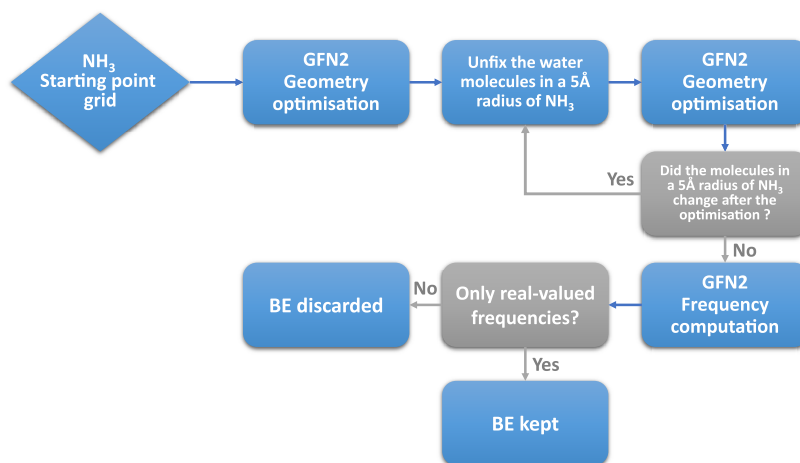 NH₃
Starting point
grid
GFN2
Geometry
optimisation
Unfix the water
molecules in a 5Å
radius of NH₃
GFN2
Geometry
optimisation
Yes
Did the molecules in
a 5Å radius of NH₃
change after the
optimisation ?
No
BE discarded
No
Only real-valued
frequencies?
GFN2
Frequency
computation
Yes
BE kept